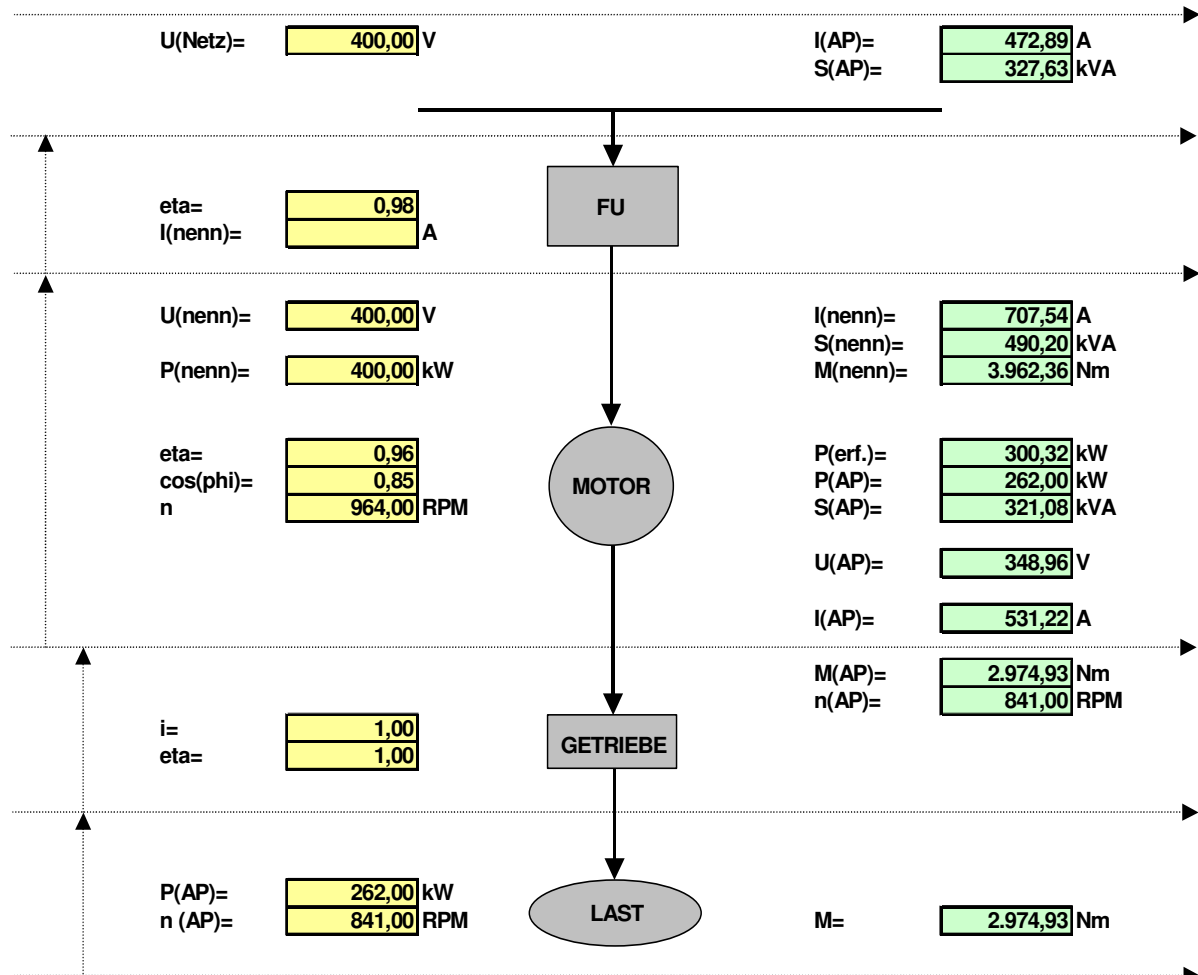 U(Netz)= 400,00 V I(AP)= 472,89 A
S(AP)= 327,63 kVA
eta= 0,98 FU
I(nenn)= A
U(nenn)= 400,00 V I(nenn)= 707,54 A
S(nenn)= 490,20 kVA
P(nenn)= 400,00 kW M(nenn)= 3.962,36 Nm
eta= 0,96 P(erf.)= 300,32 kW
cos(phi)= 0,85 MOTOR P(AP)= 262,00 kW
n 964,00 RPM S(AP)= 321,08 kVA
U(AP)= 348,96 V
I(AP)= 531,22 A
M(AP)= 2.974,93 Nm
n(AP)= 841,00 RPM
i= 1,00 GETRIEBE
eta= 1,00
P(AP)= 262,00 kW LAST
n (AP)= 841,00 RPM M= 2.974,93 Nm